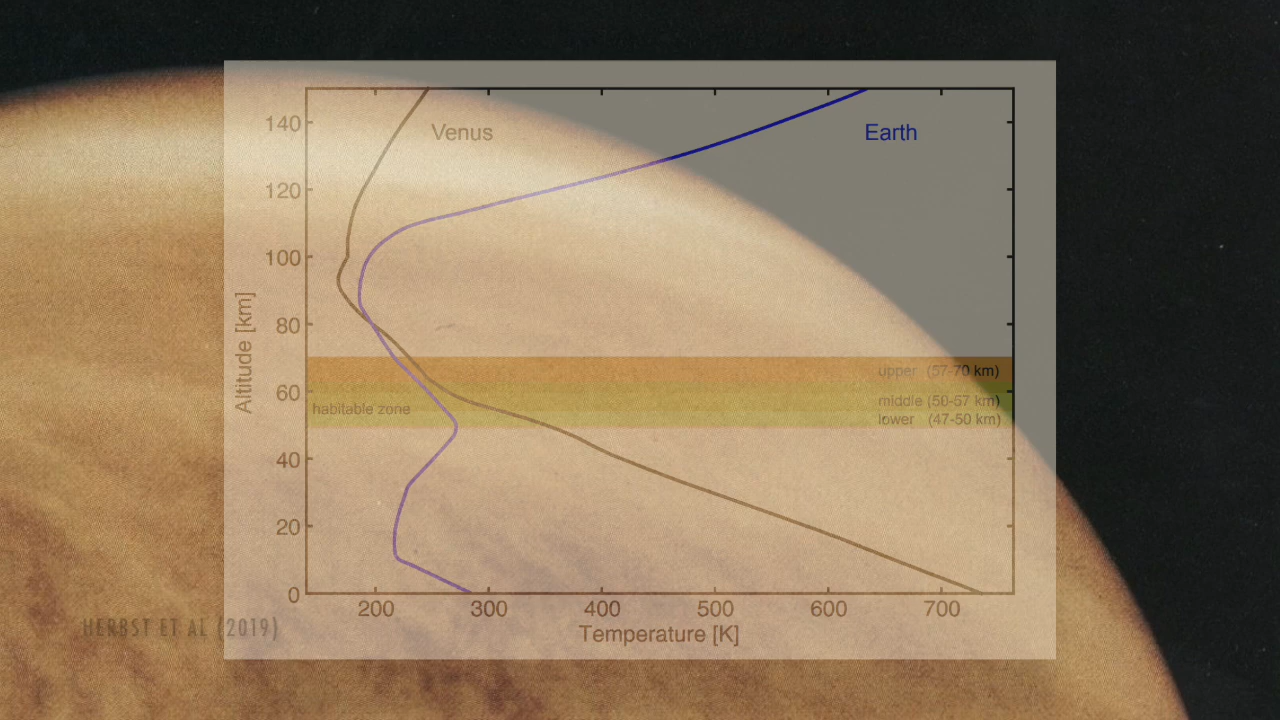 140
Venus
Earth
120
100
80
60
40
20
0
Altitude [km]
upper (57-70 km)
middle (50-57 km)
lower (47-50 km)
habitable zone
200 300 400 500 600 700
Temperature [K]
HERBST ET AL (2019)